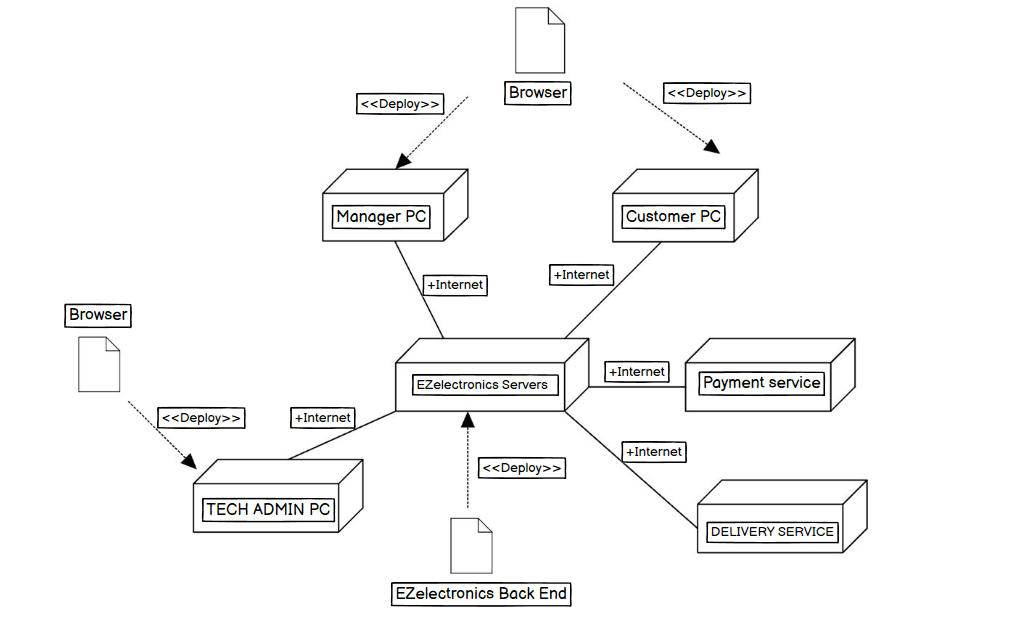 Browser
<<Deploy>>
<<Deploy>>
Manager PC
Customer PC
+Internet
+Internet
Browser
EZelectronics Servers
+Internet
Payment service
<<Deploy>>
+Internet
+Internet
<<Deploy>>
TECH ADMIN PC
DELIVERY SERVICE
EZelectronics Back End